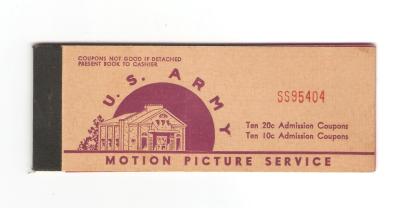 COUPONS NOT GOOD IF DETACHED
PRESENT BOOK TO CASHIER
U. S. ARMY
SS95404
Ten 20c Admission Coupons
Ten 10c Admission Coupons
MOTION PICTURE SERVICE